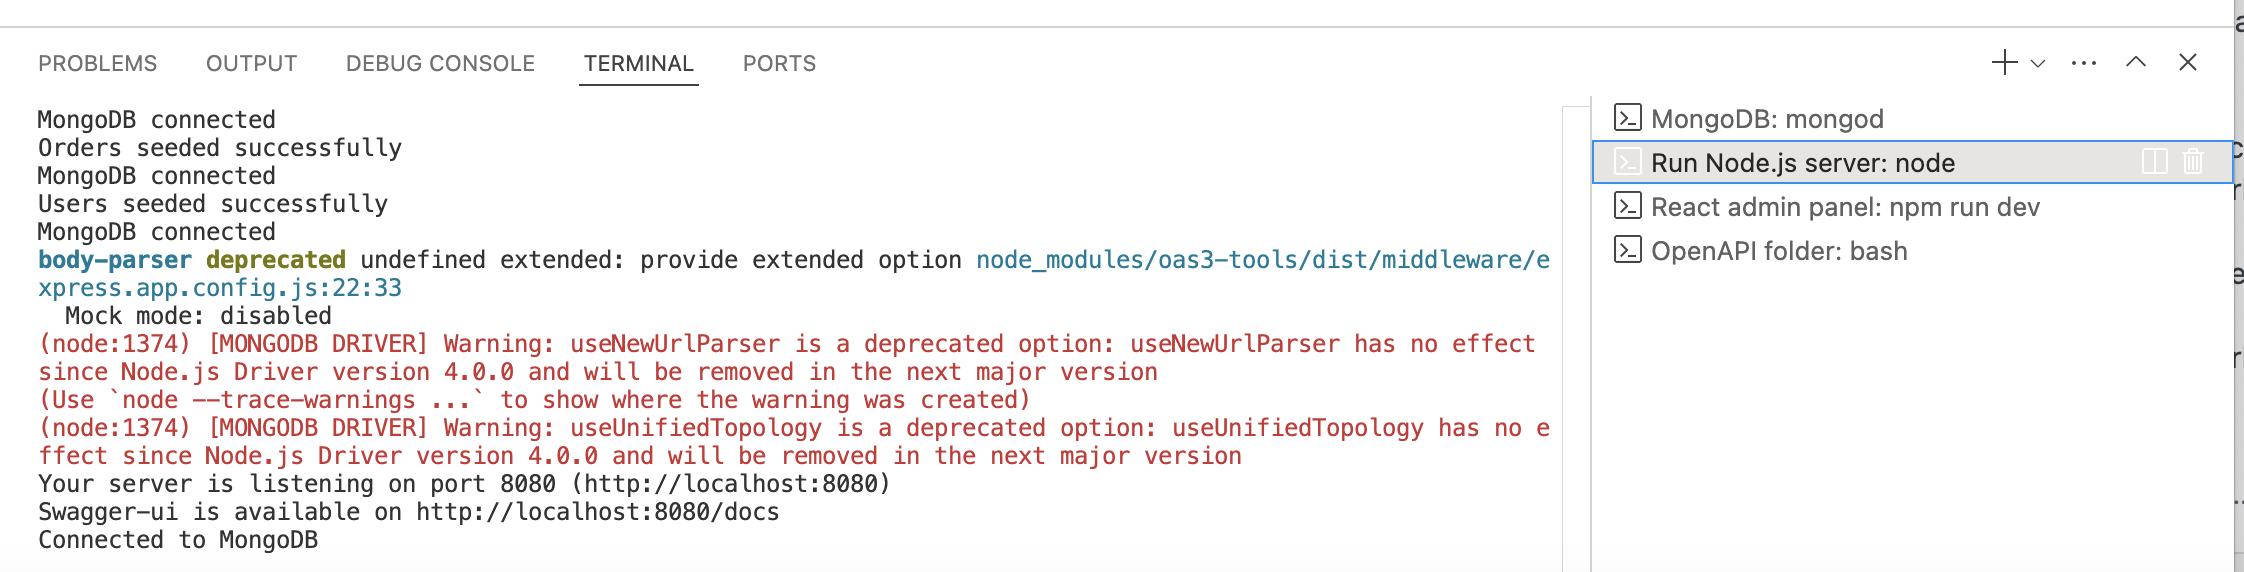 PROBLEMS OUTPUT DEBUG CONSOLE TERMINAL PORTS
MongoDB connected
Orders seeded successfully
MongoDB connected
Users seeded successfully
MongoDB connected
body-parser deprecated undefined extended: provide extended option node_modules/oas3-tools/dist/middleware/e
xpress.app.config.js:22:33
  Mock mode: disabled
(node:1374) [MONGODB DRIVER] Warning: useNewUrlParser is a deprecated option: useNewUrlParser has no effect
since Node.js Driver version 4.0.0 and will be removed in the next major version
(Use `node --trace-warnings ...` to show where the warning was created)
(node:1374) [MONGODB DRIVER] Warning: useUnifiedTopology is a deprecated option: useUnifiedTopology has no e
ffect since Node.js Driver version 4.0.0 and will be removed in the next major version
Your server is listening on port 8080 (http://localhost:8080)
Swagger-ui is available on http://localhost:8080/docs
Connected to MongoDB
MongoDB: mongod
Run Node.js server: node
React admin panel: npm run dev
OpenAPI folder: bash